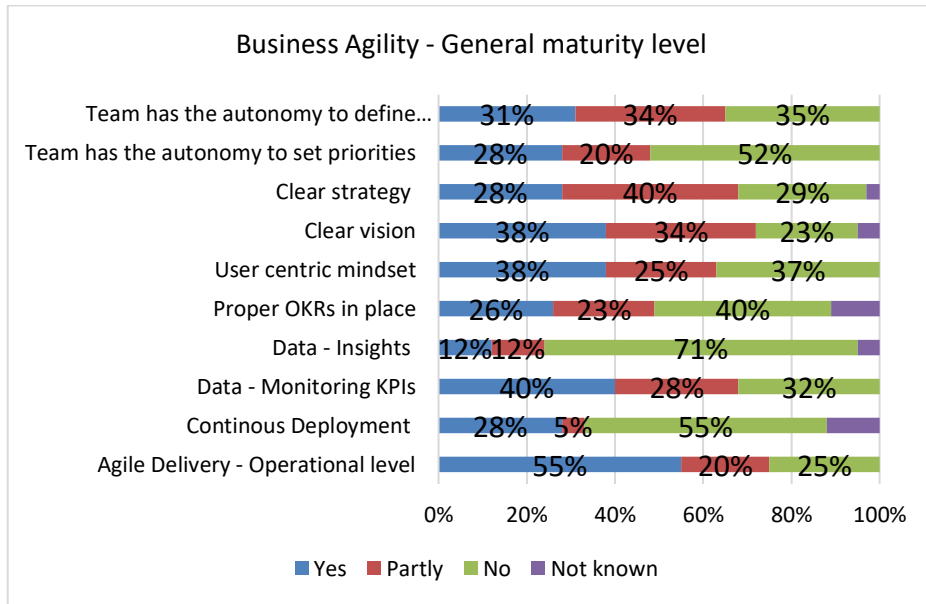 Business Agility - General maturity level
Team has the autonomy to define... 31% 34% 35%
Team has the autonomy to set priorities 28% 20% 52%
Clear strategy 28% 40% 29%
Clear vision 38% 34% 23%
User centric mindset 38% 25% 37%
Proper OKRs in place 26% 23% 40%
Data - Insights 12% 12% 71%
Data - Monitoring KPIs 40% 28% 32%
Continous Deployment 28% 5% 55%
Agile Delivery - Operational level 55% 20% 25%
0% 20% 40% 60% 80% 100%
Yes Partly No Not known